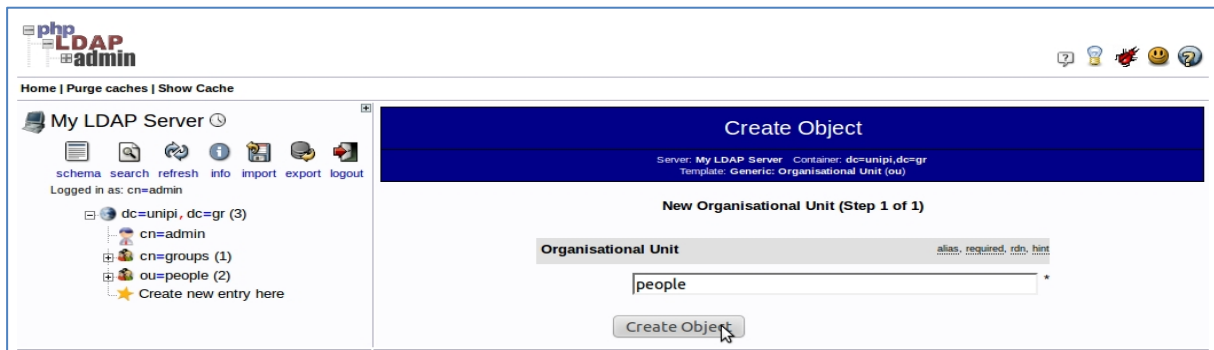 php
LDAP
admin
Home | Purge caches | Show Cache
My LDAP Server
schema search refresh info import export logout
Logged in as: cn=admin
dc=unipi, dc=gr (3)
cn=admin
cn=groups (1)
ou=people (2)
Create new entry here
Create Object
Server: My LDAP Server Container: dc=unipi,dc=gr
Template: Generic: Organisational Unit (ou)
New Organisational Unit (Step 1 of 1)
Organisational Unit alias, required, rdn, hint
people *
Create Object